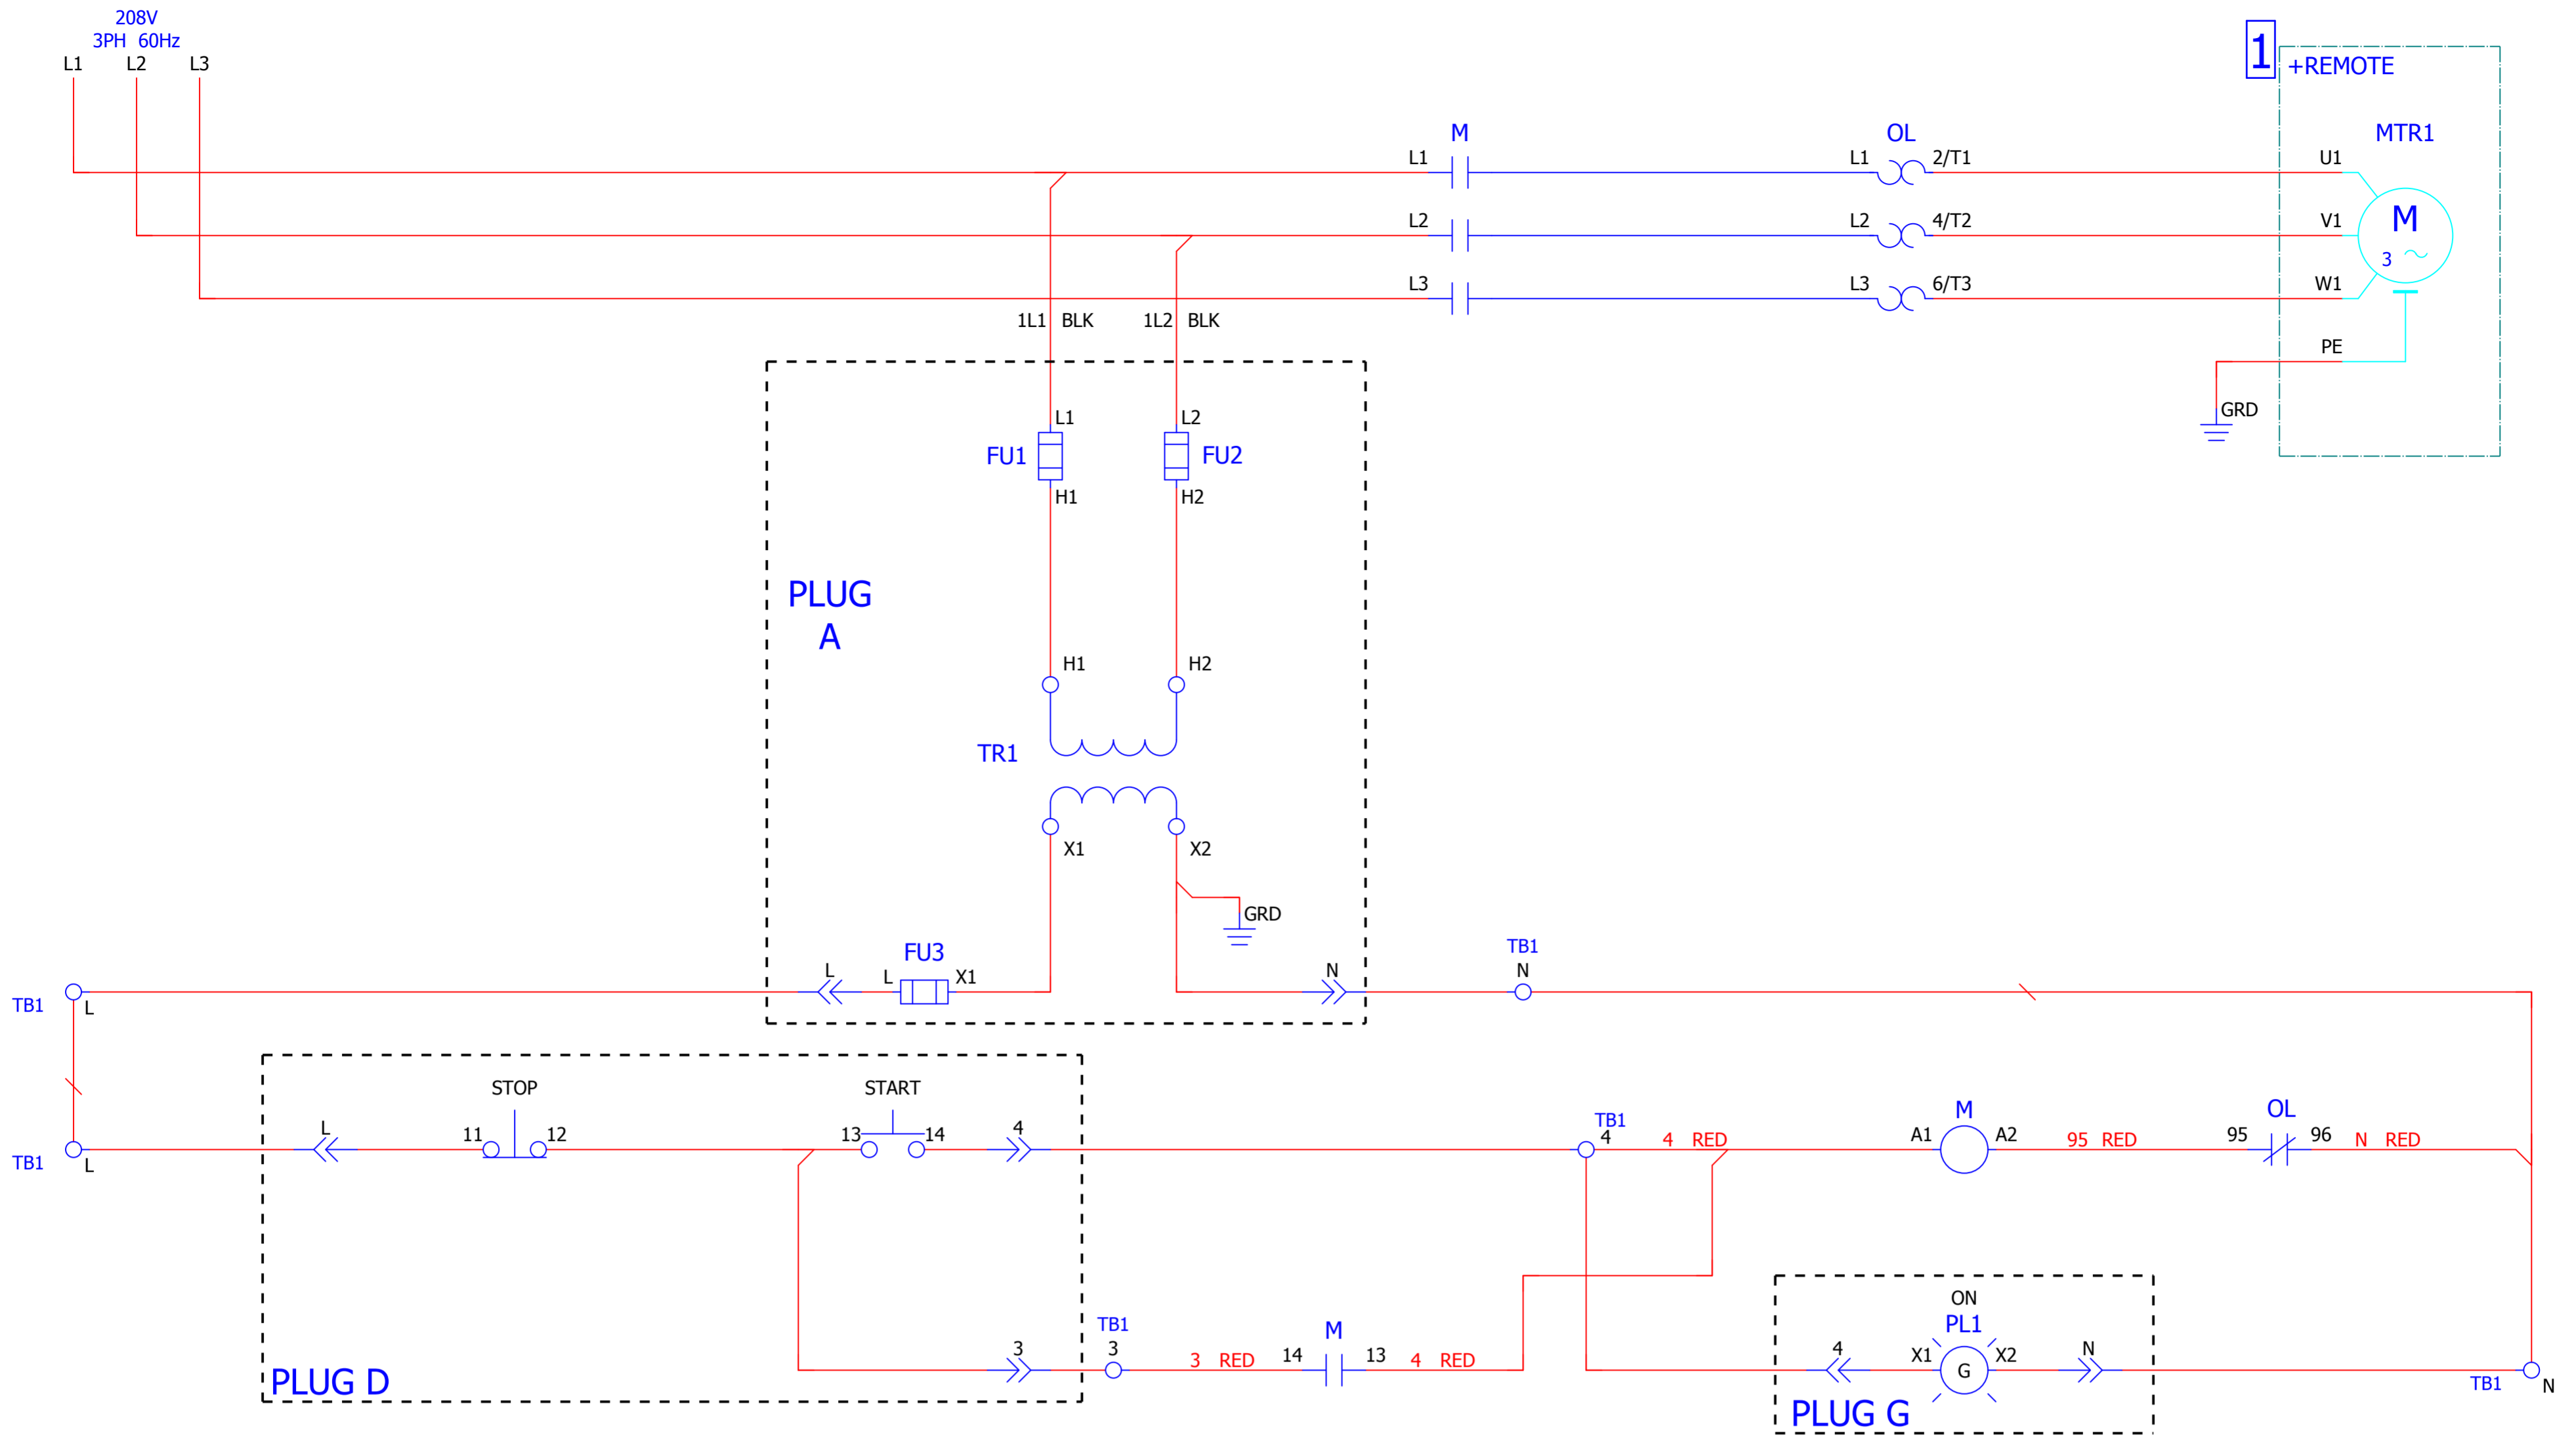 208V
3PH 60Hz
L1 L2 L3
1
+REMOTE
M OL MTR1
L1 L1 2/T1 U1
L2 L2 4/T2 V1
M
3
L3 L3 6/T3 W1
1L1 BLK 1L2 BLK
PE
GRD
L1 L2
FU1 FU2
H1 H2
PLUG
A
H1 H2
TR1
X1 X2
GRD
FU3
L L X1 N
TB1
N
TB1 L
STOP START
L 11 12 13 14 4
TB1 L
TB1
4 4 RED
M
A1 A2 95 RED
OL
95 96 N RED
3
TB1
3
3 RED 14
M
13 4 RED
PLUG D
ON
PL1
4 X1 G X2 N
PLUG G
TB1 N